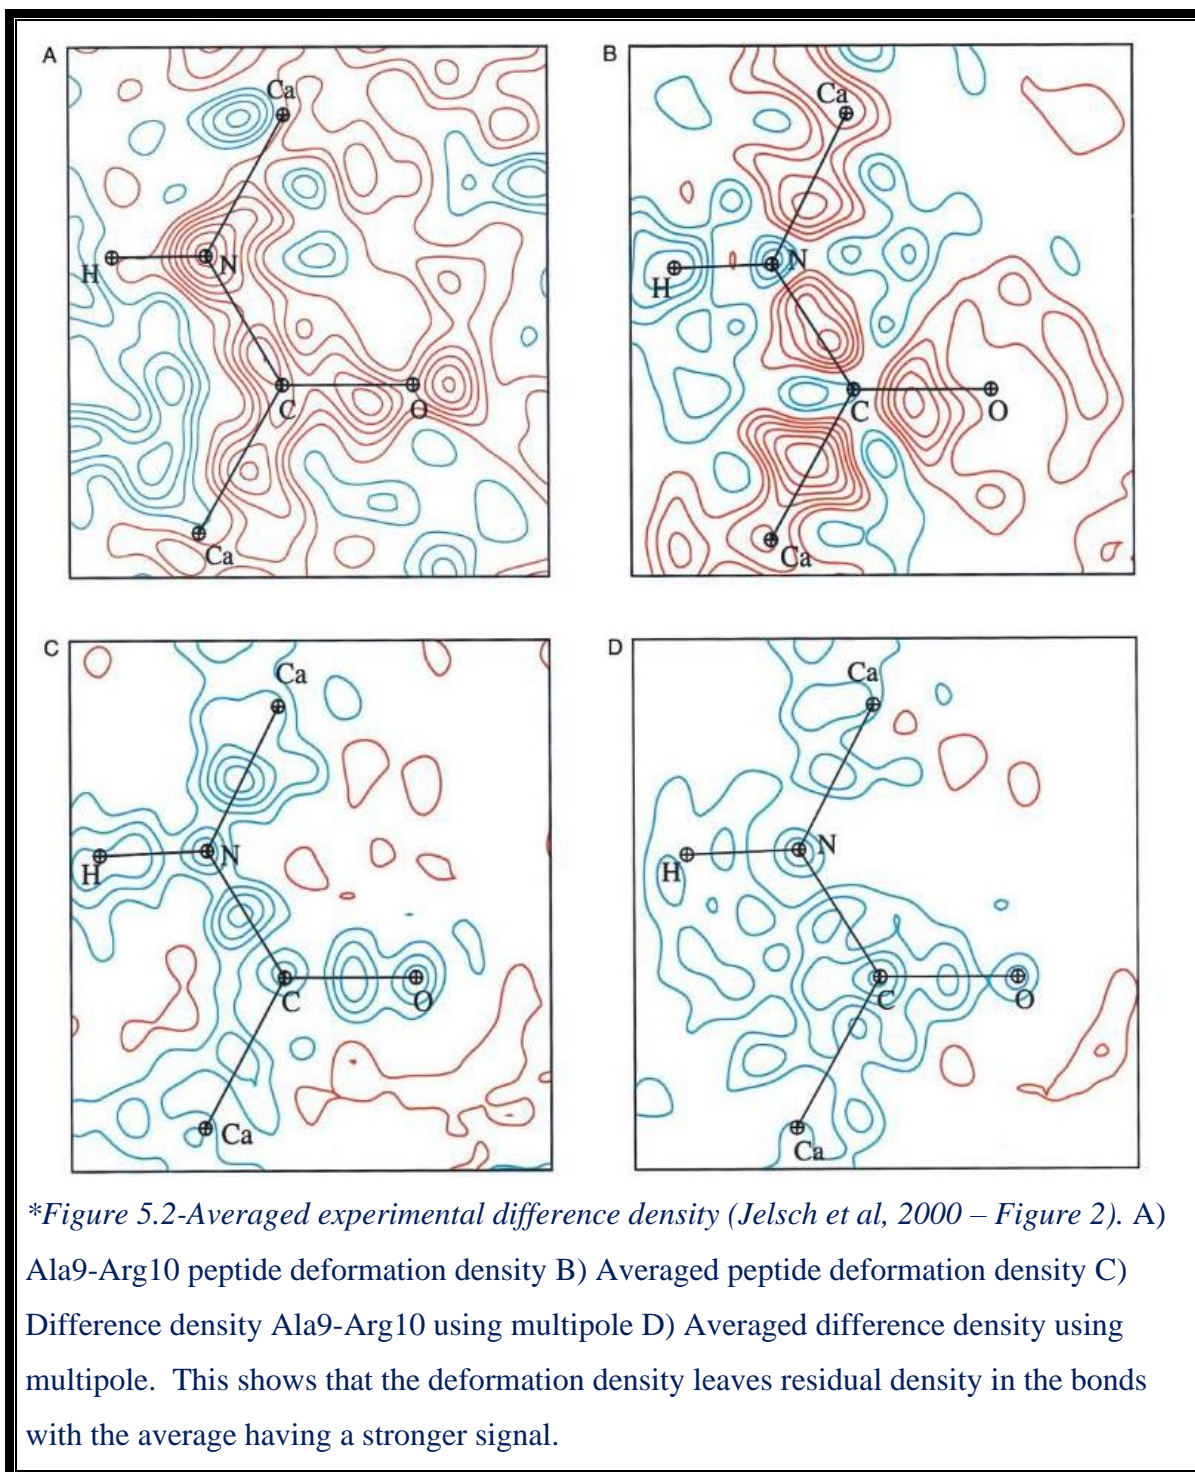 A
B
Ca
Ca
H
N
H
N
C
O
C
O
Ca
Ca
C
D
Ca
Ca
H
N
H
N
C
O
C
O
Ca
Ca
*Figure 5.2-Averaged experimental difference density (Jelsch et al, 2000 – Figure 2). A)
Ala9-Arg10 peptide deformation density B) Averaged peptide deformation density C)
Difference density Ala9-Arg10 using multipole D) Averaged difference density using
multipole. This shows that the deformation density leaves residual density in the bonds
with the average having a stronger signal.